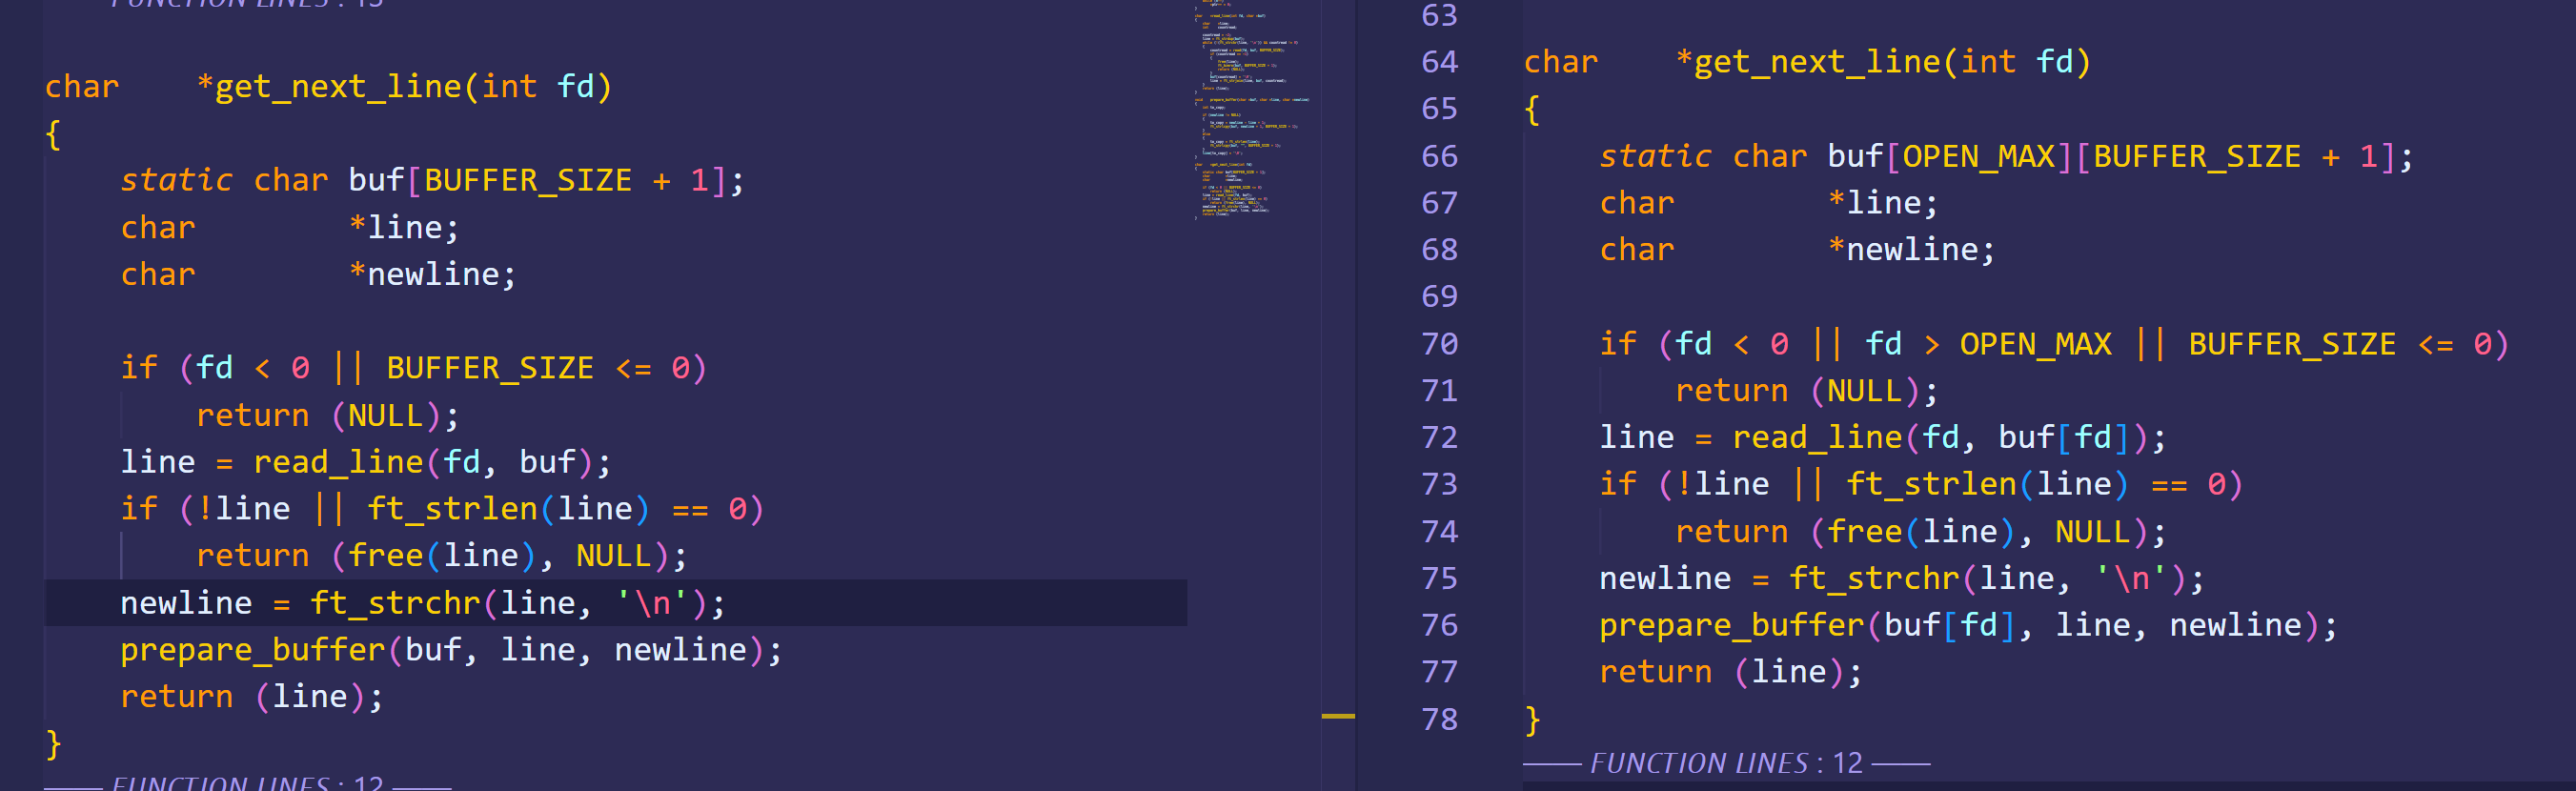 FUNCTION LINES : 13
char *get_next_line(int fd)
{
static char buf[BUFFER_SIZE + 1];
char *line;
char *newline;
if (fd < 0 || BUFFER_SIZE <= 0)
return (NULL);
line = read_line(fd, buf);
if (!line || ft_strlen(line) == 0)
return (free(line), NULL);
newline = ft_strchr(line, '\n');
prepare_buffer(buf, line, newline);
return (line);
}
FUNCTION LINES : 12
63
64 char *get_next_line(int fd)
65 {
66 static char buf[OPEN_MAX][BUFFER_SIZE + 1];
67 char *line;
68 char *newline;
69
70 if (fd < 0 || fd > OPEN_MAX || BUFFER_SIZE <= 0)
71 return (NULL);
72 line = read_line(fd, buf[fd]);
73 if (!line || ft_strlen(line) == 0)
74 return (free(line), NULL);
75 newline = ft_strchr(line, '\n');
76 prepare_buffer(buf[fd], line, newline);
77 return (line);
78 }
FUNCTION LINES : 12